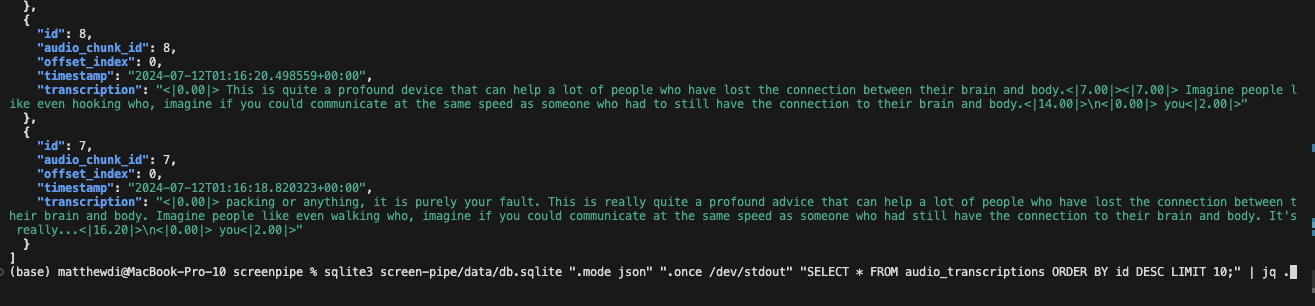 },
{
"id": 8,
"audio_chunk_id": 8,
"offset_index": 0,
"timestamp": "2024-07-12T01:16:20.498559+00:00",
"transcription": "<|0.00|> This is quite a profound device that can help a lot of people who have lost the connection between their brain and body.<|7.00|><|7.00|> Imagine people l
ike even hooking who, imagine if you could communicate at the same speed as someone who had to still have the connection to their brain and body.<|14.00|>\n<|0.00|> you<|2.00|>"
},
{
"id": 7,
"audio_chunk_id": 7,
"offset_index": 0,
"timestamp": "2024-07-12T01:16:18.820323+00:00",
"transcription": "<|0.00|> packing or anything, it is purely your fault. This is really quite a profound advice that can help a lot of people who have lost the connection between t
heir brain and body. Imagine people like even walking who, imagine if you could communicate at the same speed as someone who had still have the connection to their brain and body. It's
really...<|16.20|>\n<|0.00|> you<|2.00|>"
}
]
(base) matthewdi@MacBook-Pro-10 screenpipe % sqlite3 screen-pipe/data/db.sqlite ".mode json" ".once /dev/stdout" "SELECT * FROM audio_transcriptions ORDER BY id DESC LIMIT 10;" | jq .